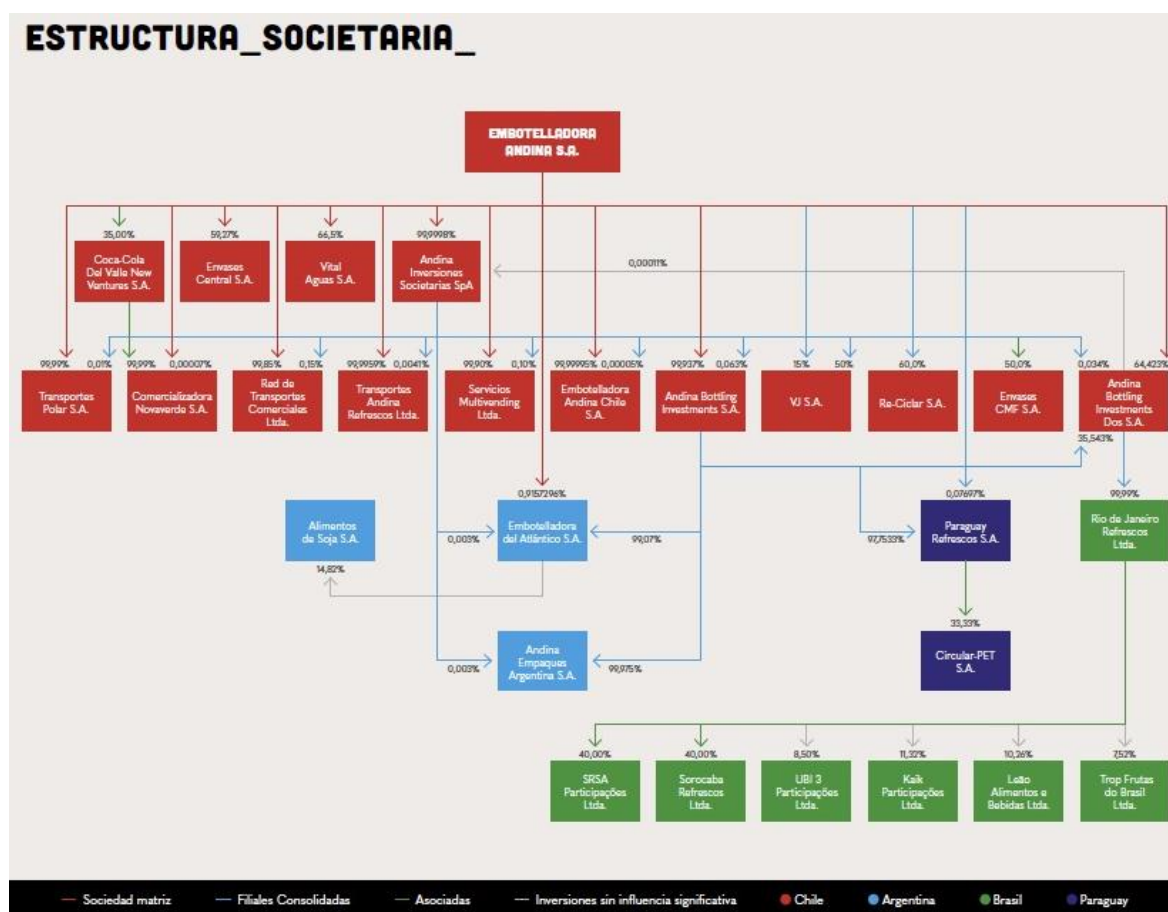 ESTRUCTURA_SOCIETARIA_
EMBOTELLADORA
ANDINA S.A.
35,00%
59,27%
66,5%
99,9998%
Coca-Cola
Del Valle New
Ventures S.A.
Envases
Central S.A.
Vital
Aguas S.A.
Andina
Inversiones
Societarias SpA
0,00011%
99,99%
0,01%
99,99%
0,00007%
99,85%
0,15%
99,9959%
0,0041%
99,90%
0,10%
99,99995%
0,00005%
99,937%
0,063%
15%
50%
60,0%
50,0%
0,034%
64,423%
Transportes
Polar S.A.
Comercializadora
Novaverde S.A.
Red de
Transportes
Comerciales
Ltda.
Transportes
Andina
Refrescos Ltda.
Servicios
Multivending
Ltda.
Embotelladora
Andina Chile
S.A.
Andina Bottling
Investments S.A.
VJ S.A.
Re-Ciclar S.A.
Envases
CMF S.A.
Andina
Bottling
Investments
Dos S.A.
35,543%
0,9157296%
0,07697%
99,99%
Alimentos
de Soja S.A.
Embotelladora
del Atlántico S.A.
Paraguay
Refrescos S.A.
Rio de Janeiro
Refrescos
Ltda.
0,003%
99,07%
97,7533%
14,82%
33,33%
Andina
Empaques
Argentina S.A.
Circular-PET
S.A.
0,003%
99,975%
40,00%
40,00%
8,50%
11,32%
10,26%
7,52%
SRSA
Participações
Ltda.
Sorocaba
Refrescos
Ltda.
UBI 3
Participações
Ltda.
Kaik
Participações
Ltda.
Leão
Alimentos e
Bebidas Ltda.
Trop Frutas
do Brasil
Ltda.
Sociedad matriz
Filiales Consolidadas
Asociadas
Inversiones sin influencia significativa
Chile
Argentina
Brasil
Paraguay